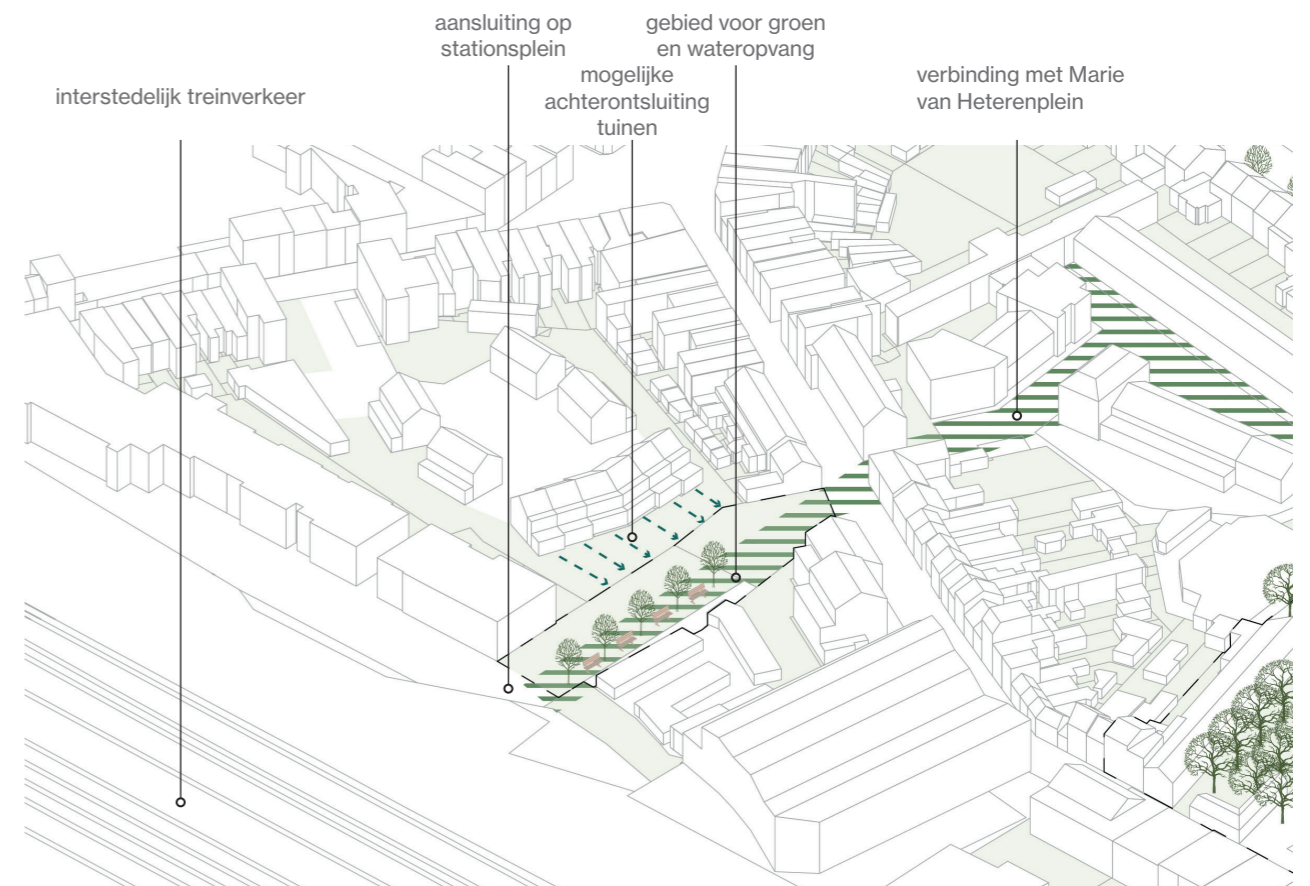 interstedelijk treinverkeer
aansluiting op
stationsplein
mogelijke
achterontsluiting
tuinen
gebied voor groen
en wateropvang
verbinding met Marie
van Heterenplein